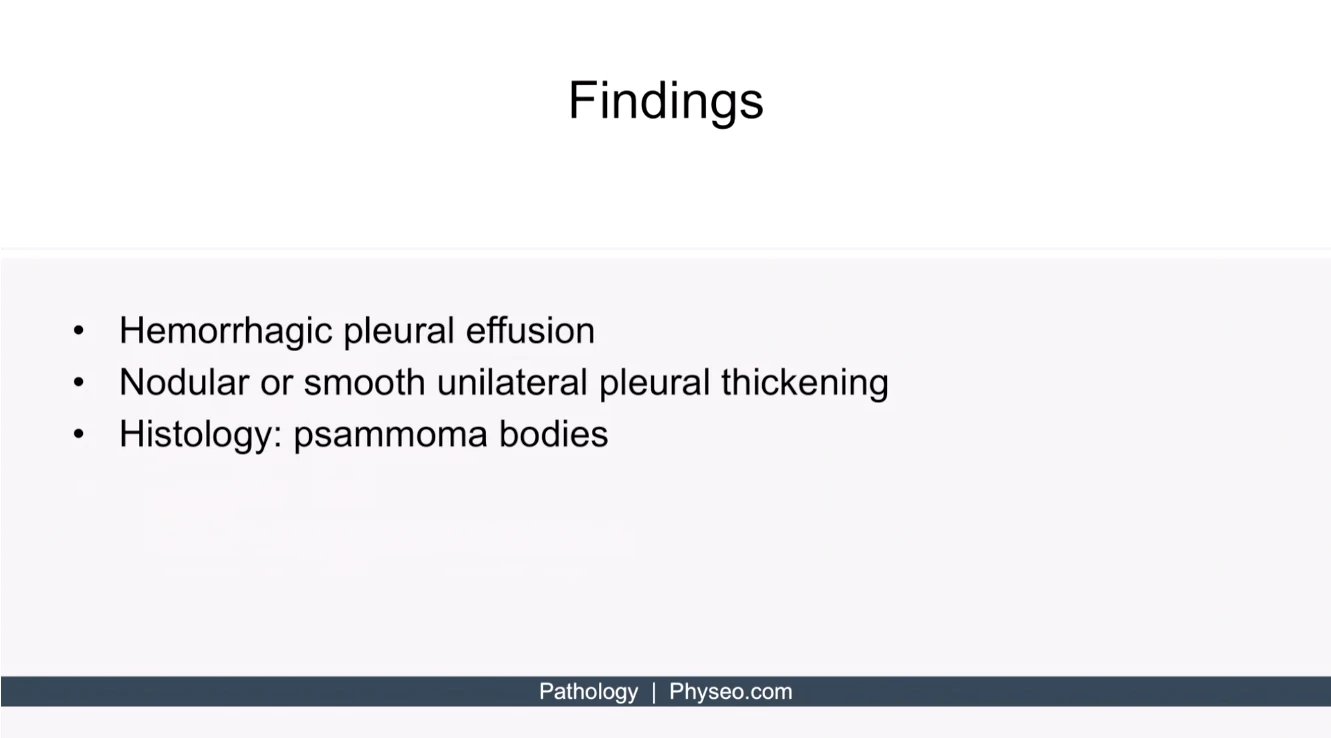 Findings
• Hemorrhagic pleural effusion
• Nodular or smooth unilateral pleural thickening
• Histology: psammoma bodies
Pathology | Physeo.com